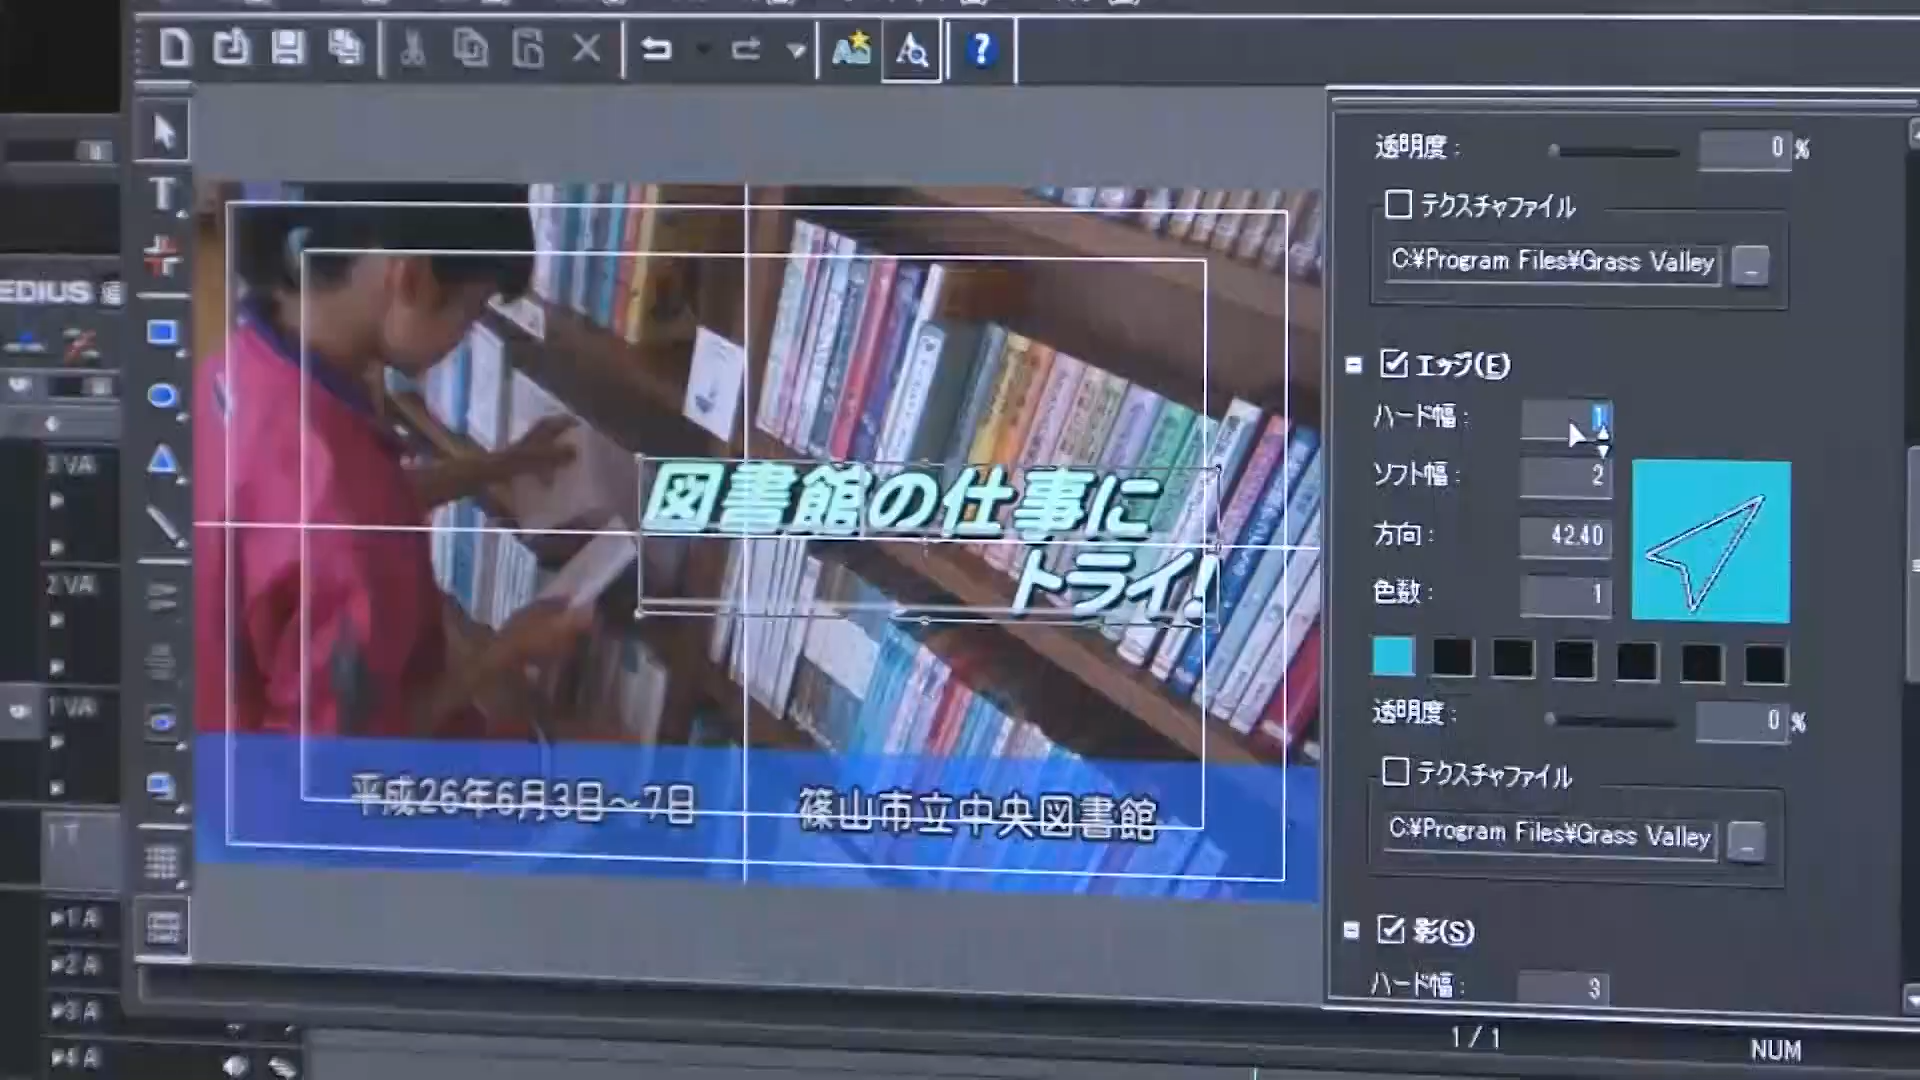 EDIUS
T
3 VA
2 VA
1 VA
1 T
▶1 A
▶2 A
▶3 A
▶4 A
図書館の仕事に
トライ!
平成26年6月3日～7日
篠山市立中央図書館
透明度: 0 %
テクスチャファイル
C:¥Program Files¥Grass Valley ...
エッジ(E)
ハード幅: 1
ソフト幅: 2
方向: 42.40
色数: 1
透明度: 0 %
テクスチャファイル
C:¥Program Files¥Grass Valley ...
影(S)
ハード幅: 3
1 / 1
NUM